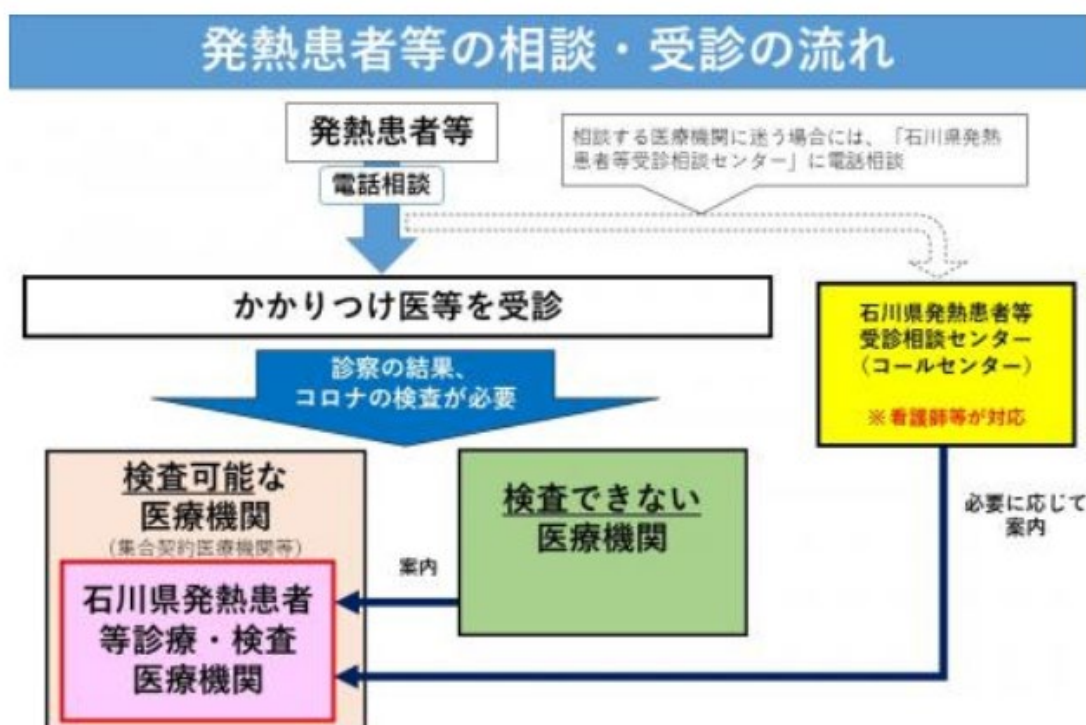 発熱患者等の相談・受診の流れ
発熱患者等
電話相談
相談する医療機関に迷う場合には、「石川県発熱
患者等受診相談センター」に電話相談
かかりつけ医等を受診
石川県発熱患者等
受診相談センター
（コールセンター）
※看護師等が対応
診察の結果、
コロナの検査が必要
検査可能な
医療機関
（集合契約医療機関等）
石川県発熱患者
等診療・検査
医療機関
案内
検査できない
医療機関
必要に応じて
案内